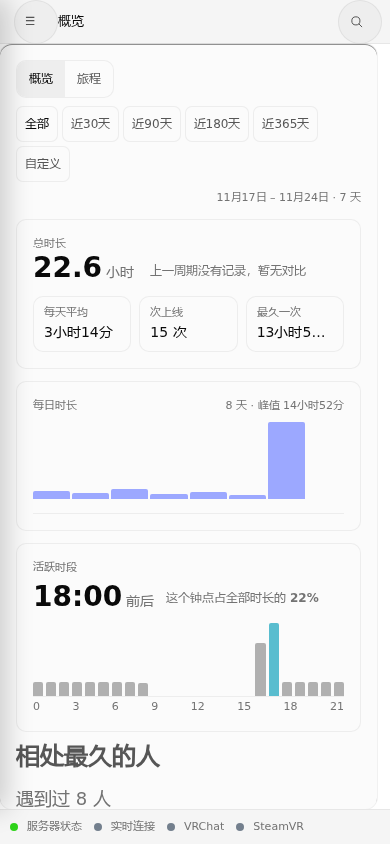 ☰ 概览
概览 旅程
全部 近30天 近90天 近180天 近365天
自定义
11月17日 – 11月24日 · 7 天
总时长
22.6 小时 上一周期没有记录，暂无对比
每天平均 次上线 最久一次
3小时14分 15 次 13小时5…
每日时长 8 天 · 峰值 14小时52分
活跃时段
18:00 前后 这个钟点占全部时长的 22%
0 3 6 9 12 15 18 21
相处最久的人
遇到过 8 人
服务器状态 实时连接 VRChat SteamVR